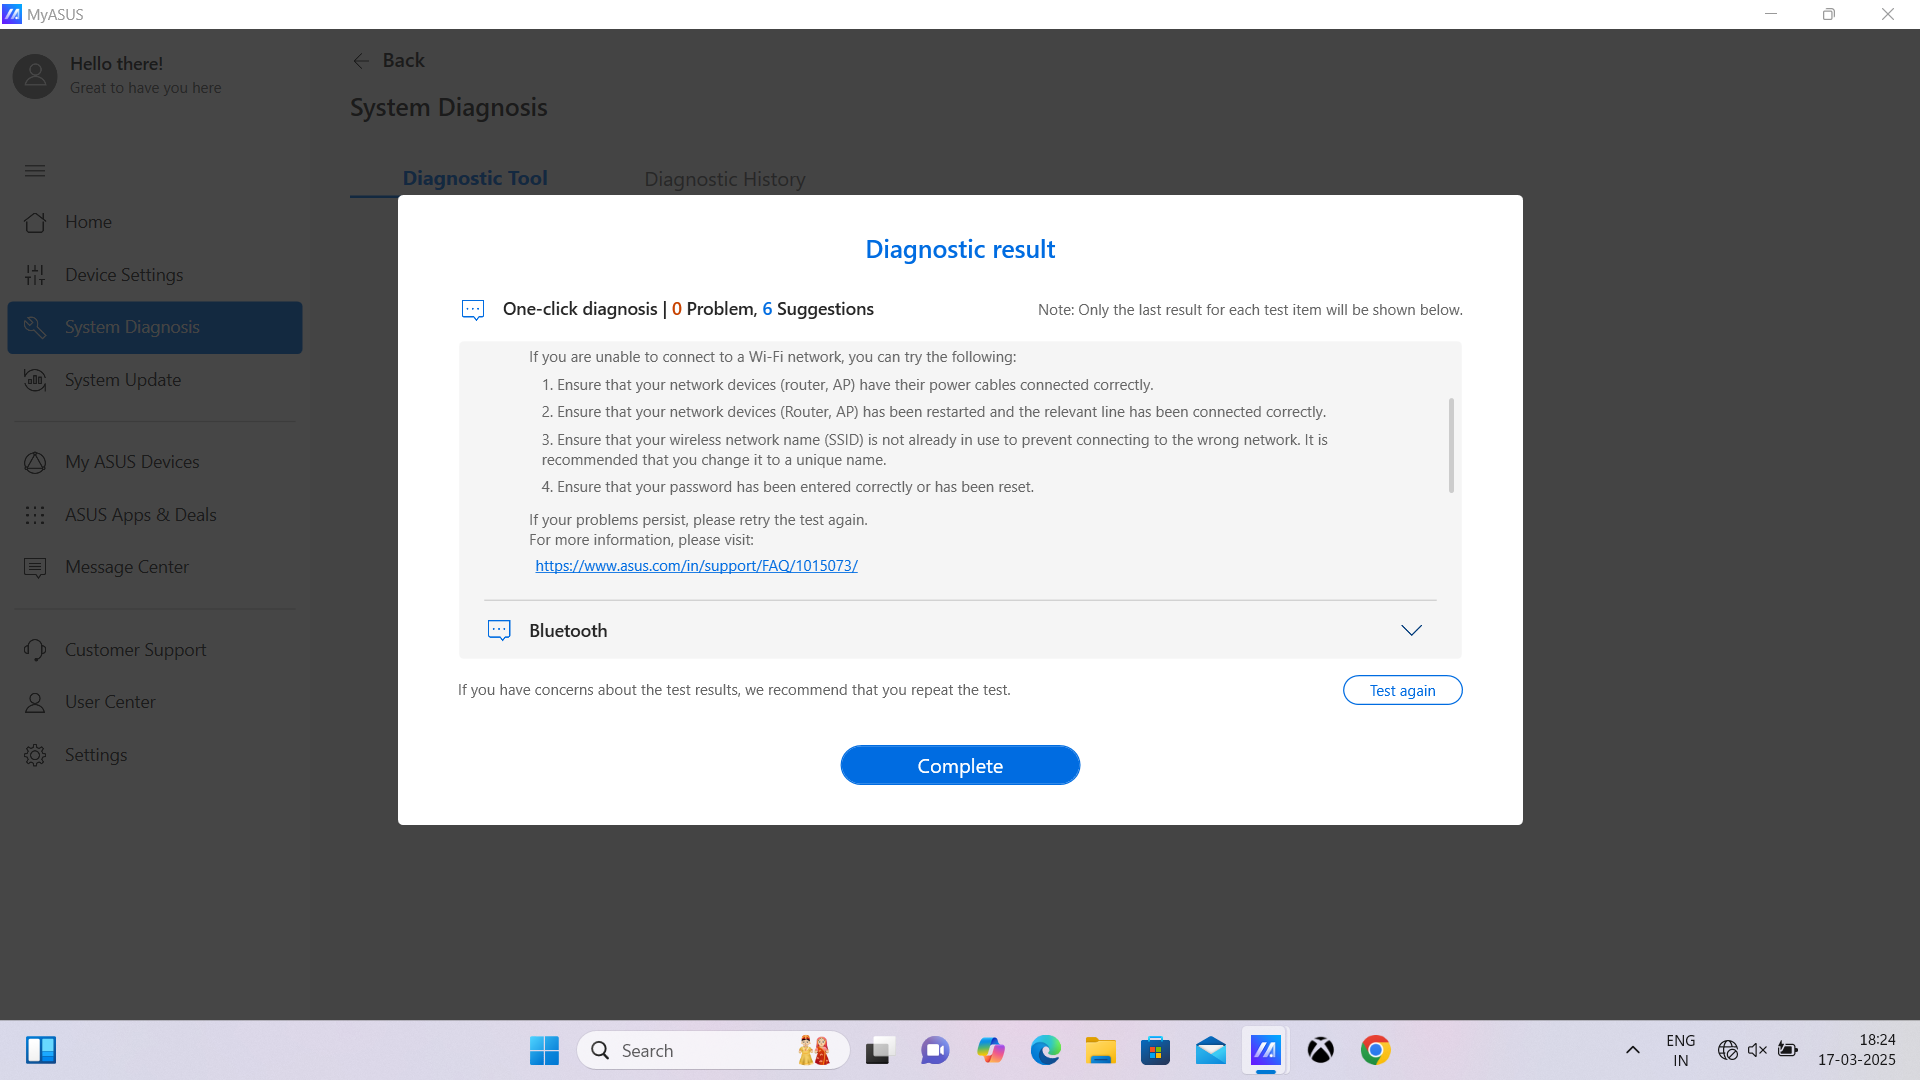 MyASUS
Hello there!
Great to have you here
Back
System Diagnosis
Diagnostic Tool
Diagnostic History
Home
Device Settings
System Diagnosis
System Update
My ASUS Devices
ASUS Apps & Deals
Message Center
Customer Support
User Center
Settings
Diagnostic result
One-click diagnosis | 0 Problem, 6 Suggestions
Note: Only the last result for each test item will be shown below.
If you are unable to connect to a Wi-Fi network, you can try the following:
1. Ensure that your network devices (router, AP) have their power cables connected correctly.
2. Ensure that your network devices (Router, AP) has been restarted and the relevant line has been connected correctly.
3. Ensure that your wireless network name (SSID) is not already in use to prevent connecting to the wrong network. It is
recommended that you change it to a unique name.
4. Ensure that your password has been entered correctly or has been reset.
If your problems persist, please retry the test again.
For more information, please visit:
https://www.asus.com/in/support/FAQ/1015073/
Bluetooth
If you have concerns about the test results, we recommend that you repeat the test.
Test again
Complete
Search
ENG
IN
18:24
17-03-2025